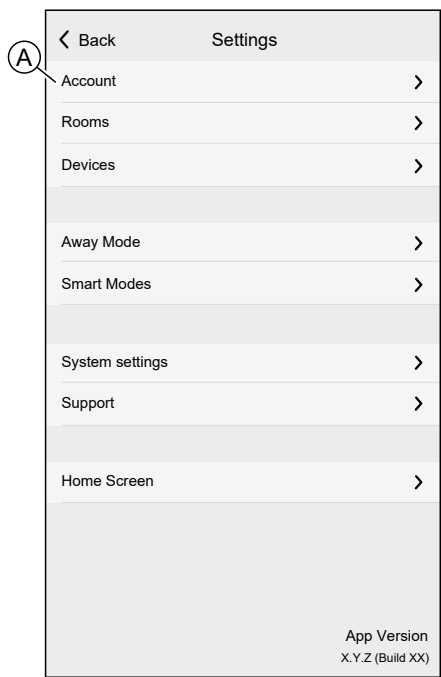 Back Settings
A
Account
Rooms
Devices
Away Mode
Smart Modes
System settings
Support
Home Screen
App Version
X.Y.Z (Build XX)